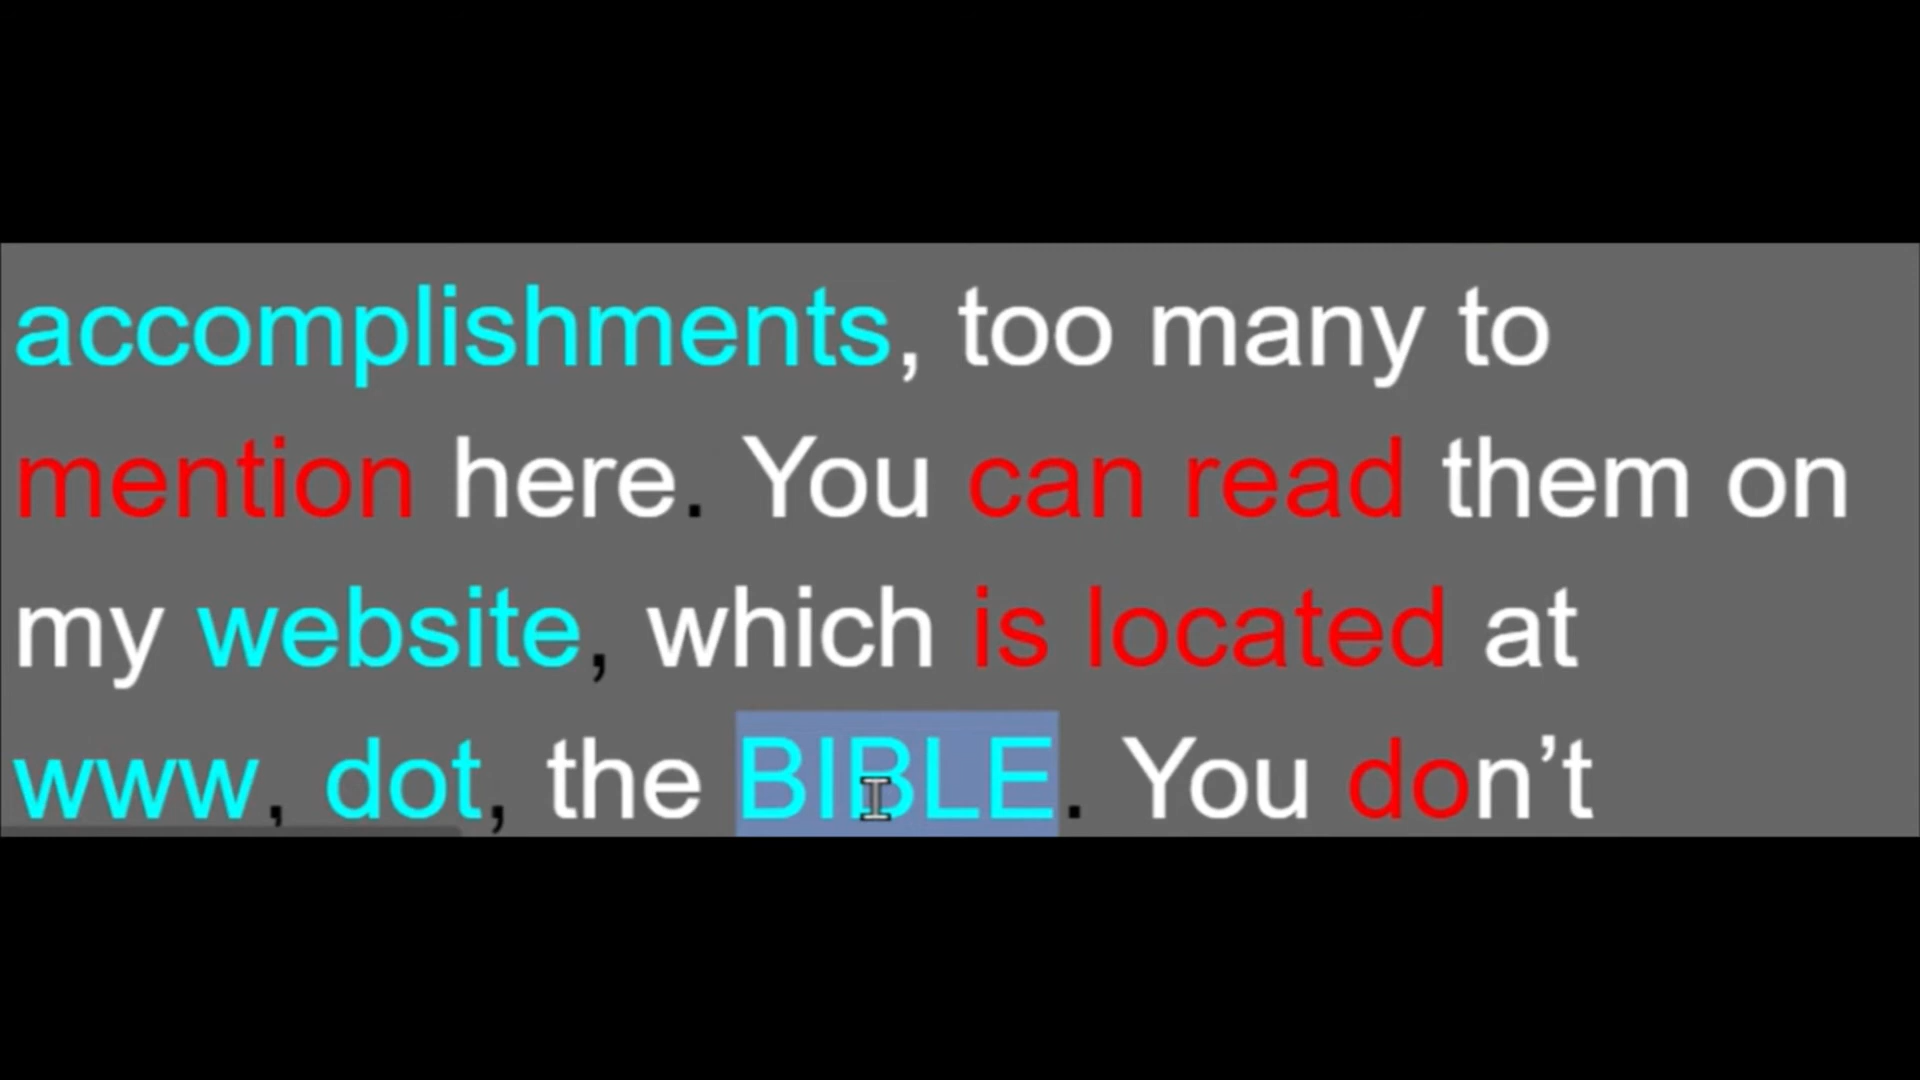 accomplishments, too many to
mention here. You can read them on
my website, which is located at
www, dot, the BIBLE. You don’t